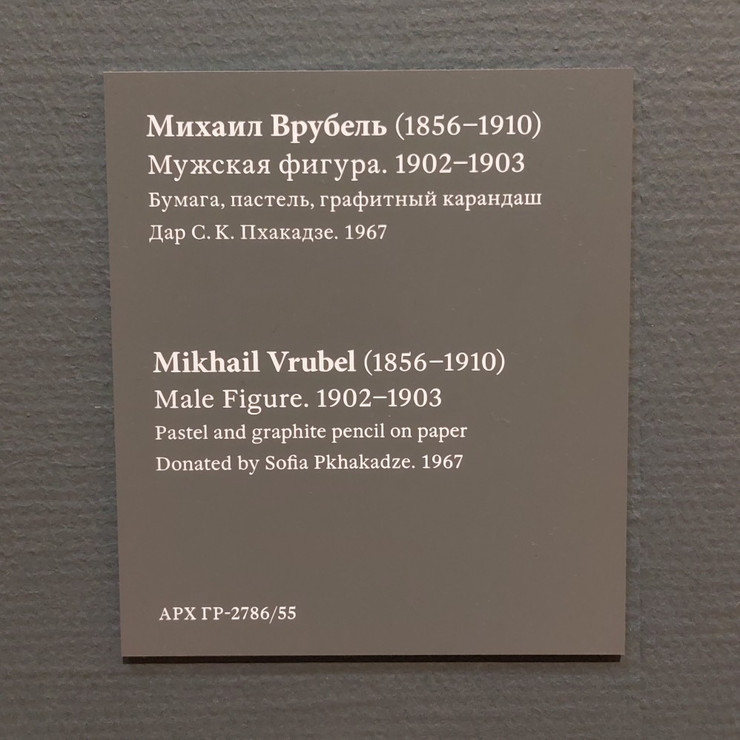 Михаил Врубель (1856–1910)
Мужская фигура. 1902–1903
Бумага, пастель, графитный карандаш
Дар С. К. Пхакадзе. 1967
Mikhail Vrubel (1856–1910)
Male Figure. 1902–1903
Pastel and graphite pencil on paper
Donated by Sofia Pkhakadze. 1967
АРХ ГР-2786/55